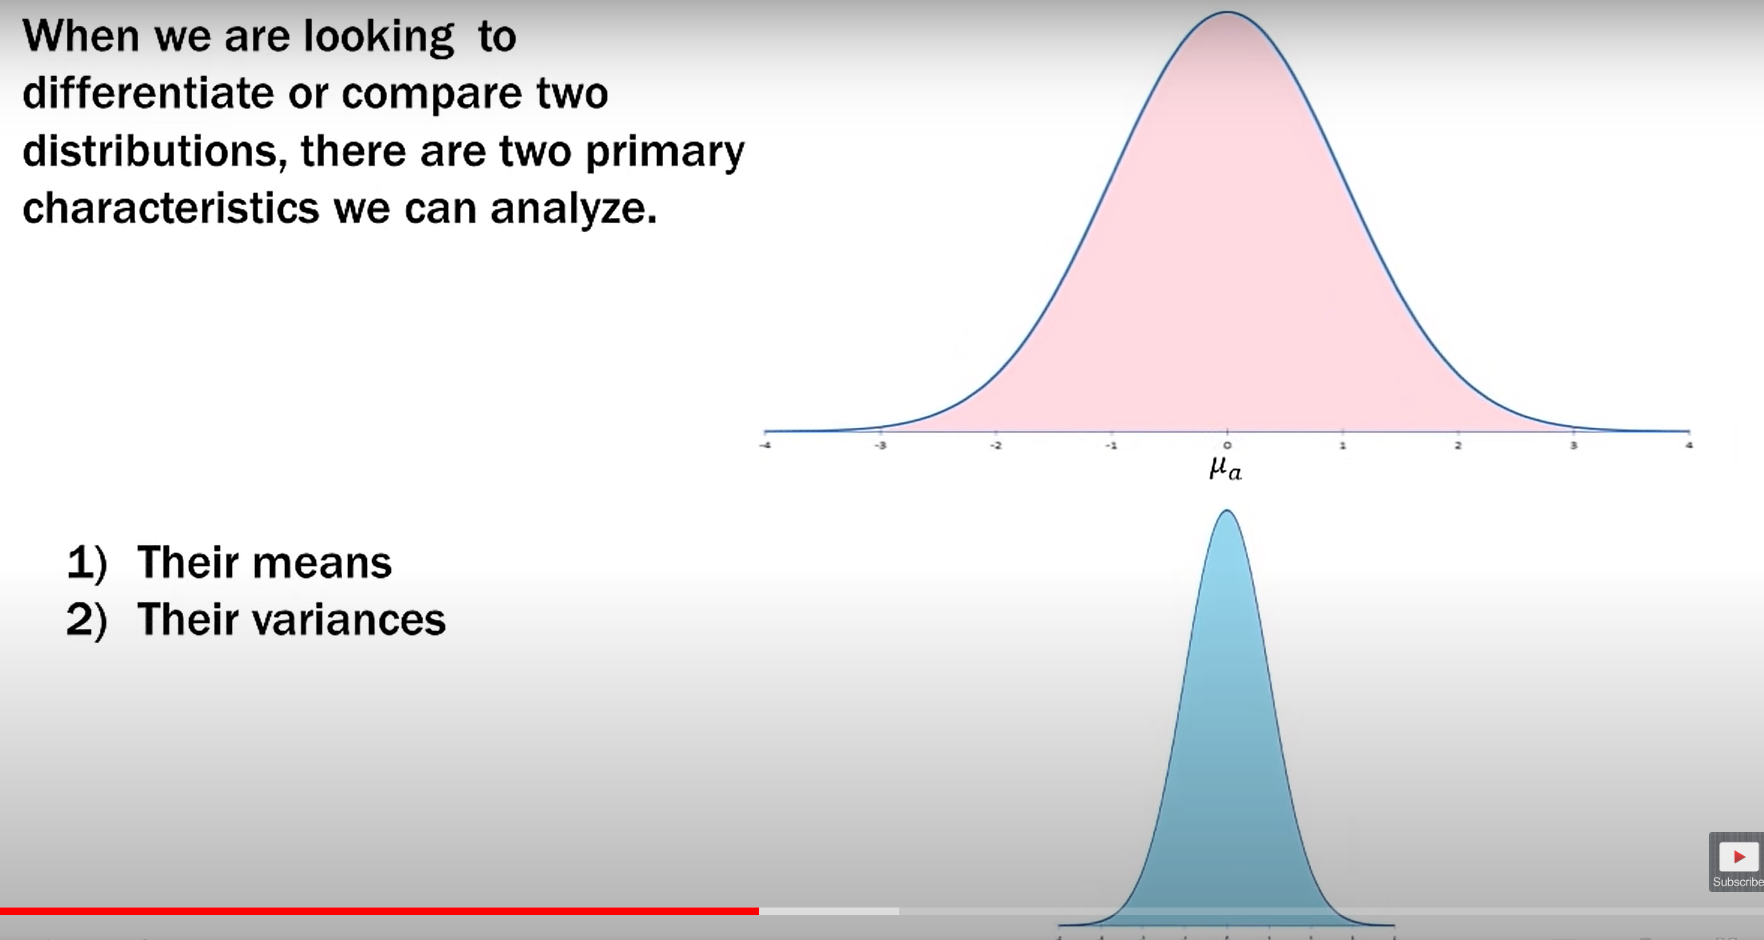 When we are looking to
differentiate or compare two
distributions, there are two primary
characteristics we can analyze.
-4 -3 -2 -1 0 1 2 3 4
μa
1) Their means
2) Their variances
Subscribe